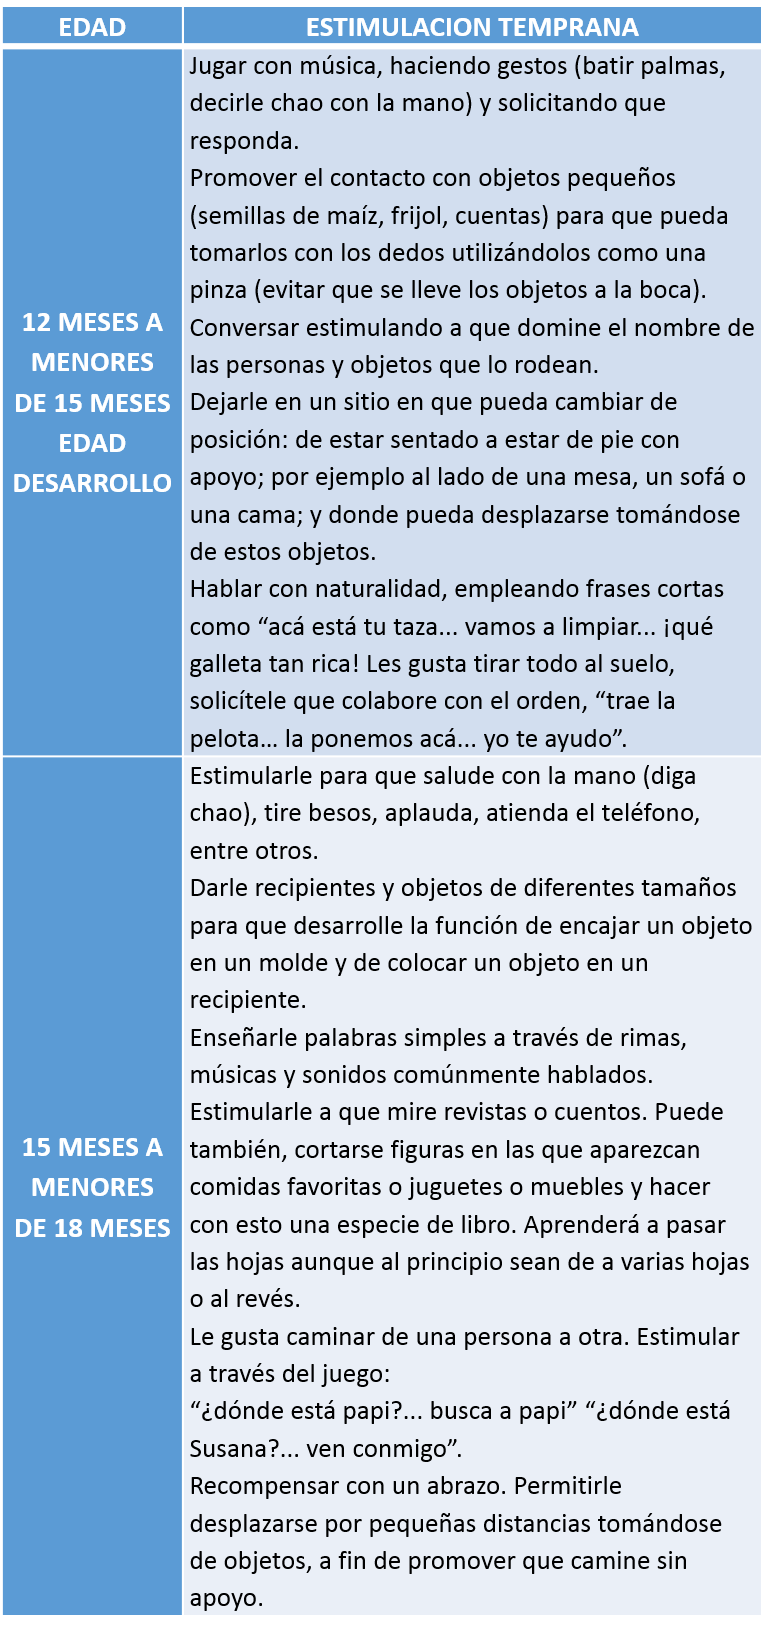 EDAD
ESTIMULACION TEMPRANA
12 MESES A
MENORES
DE 15 MESES
EDAD
DESARROLLO
Jugar con música, haciendo gestos (batir palmas,
decirle chao con la mano) y solicitando que
responda.
Promover el contacto con objetos pequeños
(semillas de maíz, frijol, cuentas) para que pueda
tomarlos con los dedos utilizándolos como una
pinza (evitar que se lleve los objetos a la boca).
Conversar estimulando a que domine el nombre de
las personas y objetos que lo rodean.
Dejarle en un sitio en que pueda cambiar de
posición: de estar sentado a estar de pie con
apoyo; por ejemplo al lado de una mesa, un sofá o
una cama; y donde pueda desplazarse tomándose
de estos objetos.
Hablar con naturalidad, empleando frases cortas
como “acá está tu taza... vamos a limpiar... ¡qué
galleta tan rica! Les gusta tirar todo al suelo,
solicítele que colabore con el orden, “trae la
pelota… la ponemos acá... yo te ayudo”.
15 MESES A
MENORES
DE 18 MESES
Estimularle para que salude con la mano (diga
chao), tire besos, aplauda, atienda el teléfono,
entre otros.
Darle recipientes y objetos de diferentes tamaños
para que desarrolle la función de encajar un objeto
en un molde y de colocar un objeto en un
recipiente.
Enseñarle palabras simples a través de rimas,
músicas y sonidos comúnmente hablados.
Estimularle a que mire revistas o cuentos. Puede
también, cortarse figuras en las que aparezcan
comidas favoritas o juguetes o muebles y hacer
con esto una especie de libro. Aprenderá a pasar
las hojas aunque al principio sean de a varias hojas
o al revés.
Le gusta caminar de una persona a otra. Estimular
a través del juego:
“¿dónde está papi?... busca a papi” “¿dónde está
Susana?... ven conmigo”.
Recompensar con un abrazo. Permitirle
desplazarse por pequeñas distancias tomándose
de objetos, a fin de promover que camine sin
apoyo.